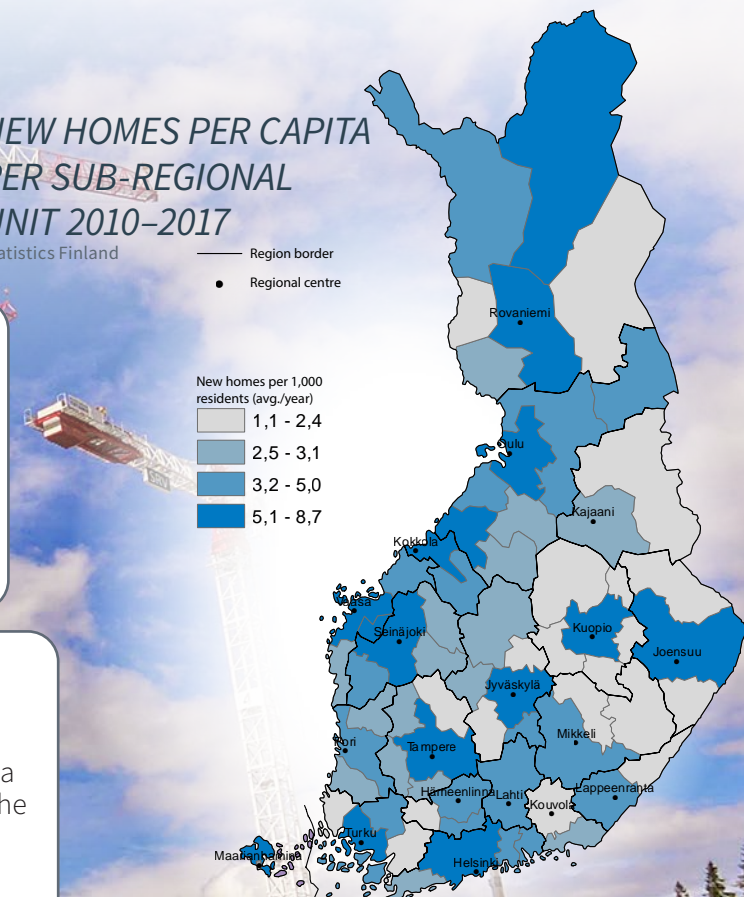 EW HOMES PER CAPITA
ER SUB-REGIONAL
NIT 2010–2017
atistics Finland
Region border
Regional centre
New homes per 1,000
residents (avg./year)
1,1 - 2,4
2,5 - 3,1
3,2 - 5,0
5,1 - 8,7
Rovaniemi
Oulu
Kajaani
Kokkola
Vaasa
Seinäjoki
Kuopio
Joensuu
Jyväskylä
Mikkeli
Pori
Tampere
Hämeenlinna
Lahti
Lappeenranta
Kouvola
Turku
Maarianhamina
Helsinki
a
he